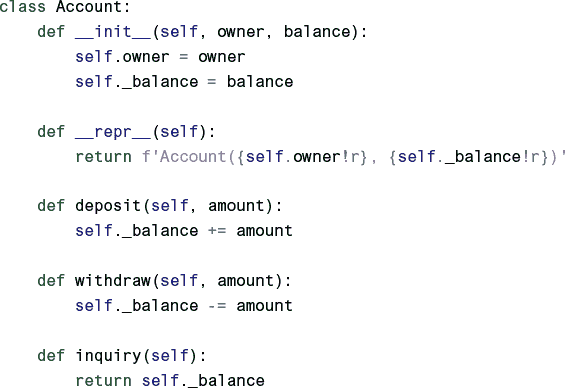 class Account:
    def __init__(self, owner, balance):
        self.owner = owner
        self._balance = balance

    def __repr__(self):
        return f'Account({self.owner!r}, {self._balance!r})'

    def deposit(self, amount):
        self._balance += amount

    def withdraw(self, amount):
        self._balance -= amount

    def inquiry(self):
        return self._balance